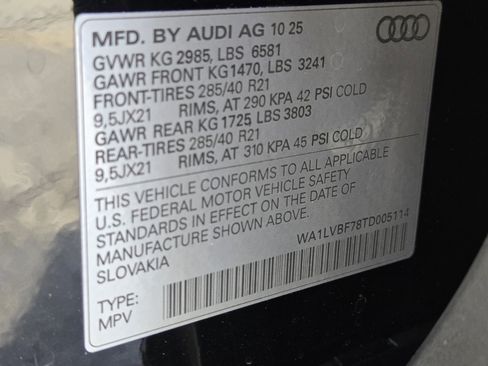 MFD. BY AUDI AG 10 25
GVWR KG 2985, LBS 6581
GAWR FRONT KG1470, LBS 3241
FRONT-TIRES 285/40 R21
9,5JX21 RIMS, AT 290 KPA 42 PSI COLD
GAWR REAR KG1725 LBS 3803
REAR-TIRES 285/40 R21
9,5JX21 RIMS, AT 310 KPA 45 PSI COLD
THIS VEHICLE CONFORMS TO ALL APPLICABLE
U.S. FEDERAL MOTOR VEHICLE SAFETY
STANDARDS IN EFFECT ON THE DATE OF
MANUFACTURE SHOWN ABOVE.
SLOVAKIA
WA1LVBF78TD005114
TYPE:
MPV